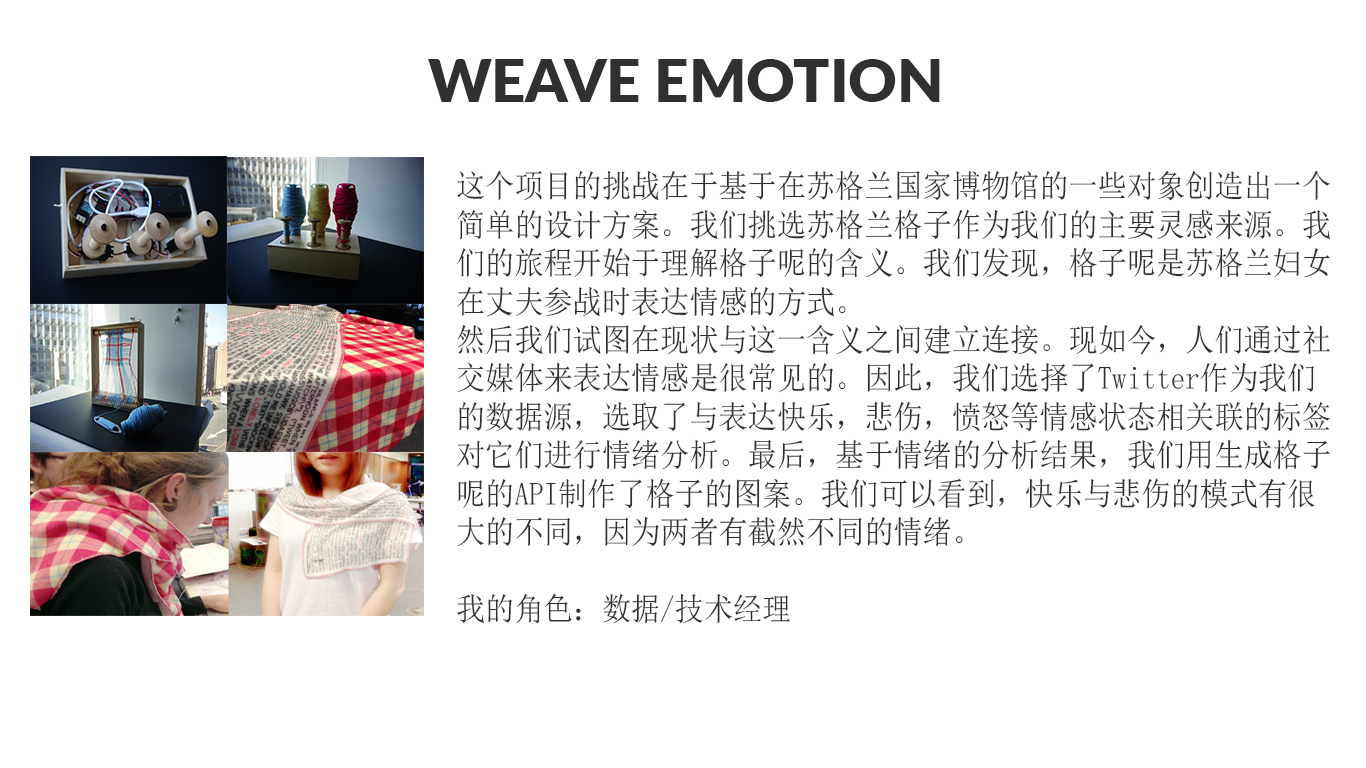 WEAVE EMOTION
这个项目的挑战在于基于在苏格兰国家博物馆的一些对象创造出一个
简单的设计方案。我们挑选苏格兰格子作为我们的主要灵感来源。我
们的旅程开始于理解格子呢的含义。我们发现，格子呢是苏格兰妇女
在丈夫参战时表达情感的方式。
然后我们试图在现状与这一含义之间建立连接。现如今，人们通过社
交媒体来表达情感是很常见的。因此，我们选择了Twitter作为我们
的数据源，选取了与表达快乐，悲伤，愤怒等情感状态相关联的标签
对它们进行情绪分析。最后，基于情绪的分析结果，我们用生成格子
呢的API制作了格子的图案。我们可以看到，快乐与悲伤的模式有很
大的不同，因为两者有截然不同的情绪。
我的角色：数据/技术经理